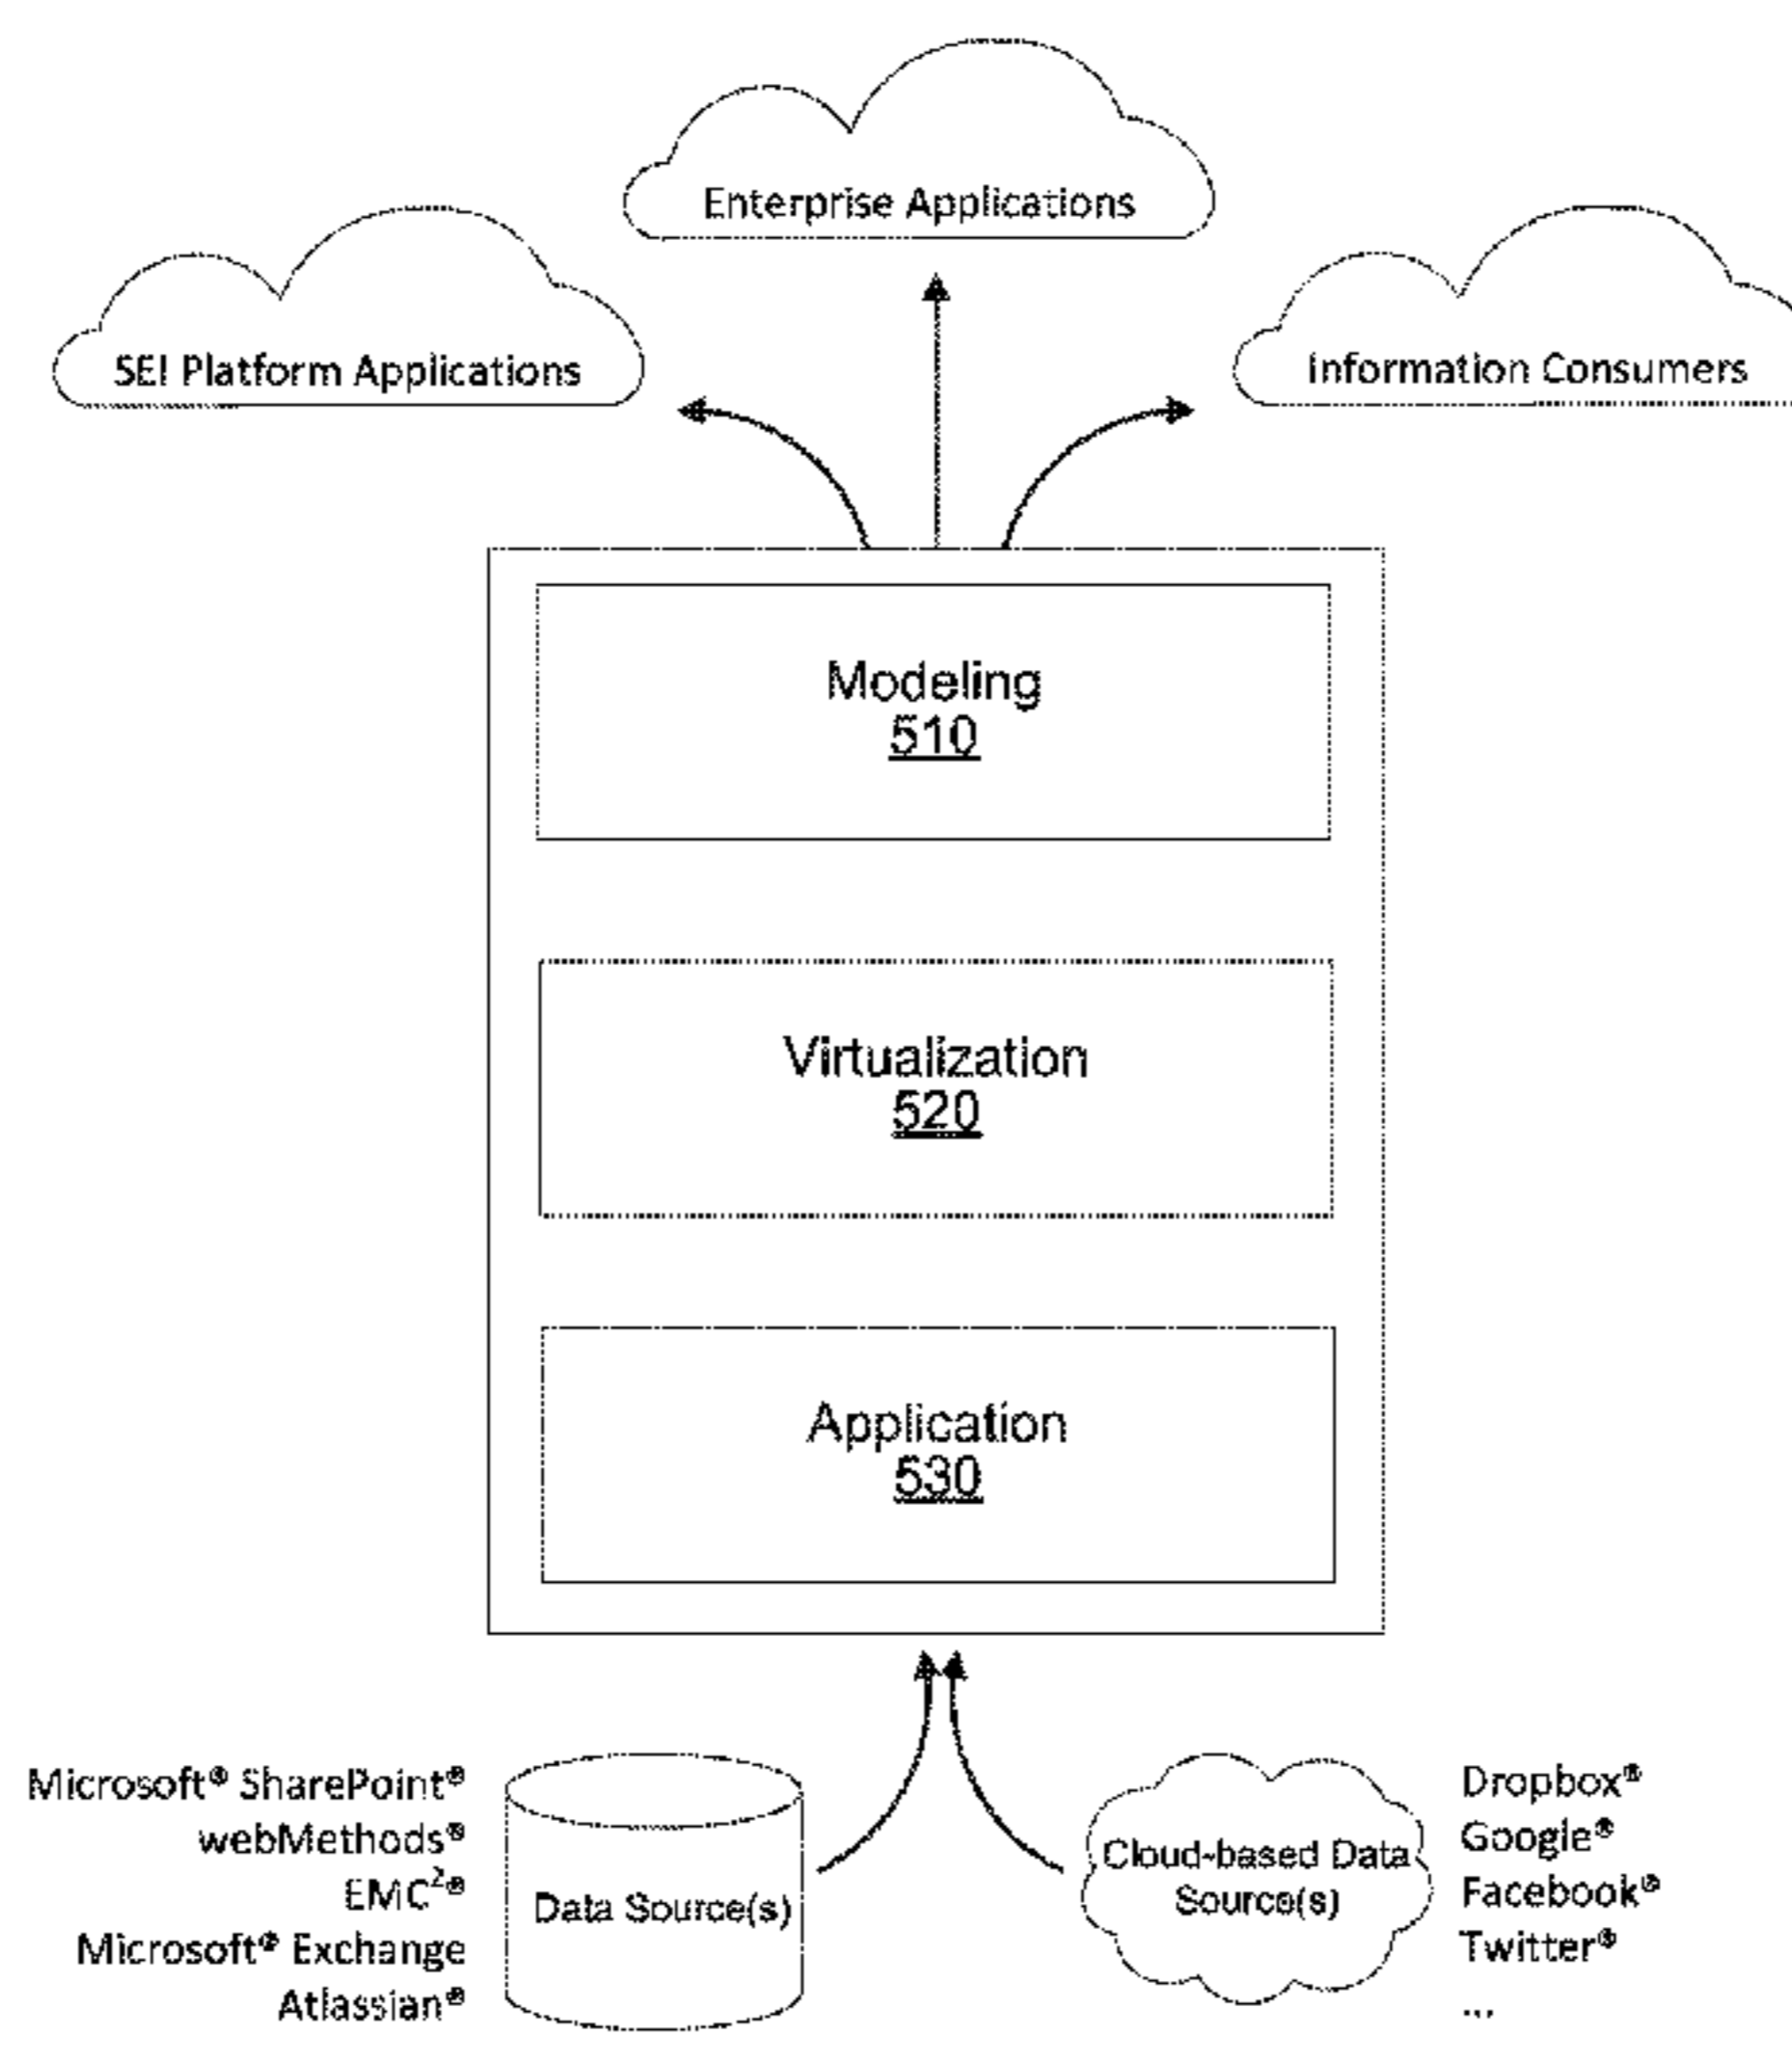 Enterprise Applications
SEI Platform Applications
Information Consumers
Modeling
510
Virtualization
520
Application
530
Microsoft® SharePoint®
webMethods®
EMC²®
Microsoft® Exchange
Atlassian®
Data Source(s)
Cloud-based Data
Source(s)
Dropbox®
Google®
Facebook®
Twitter®
...